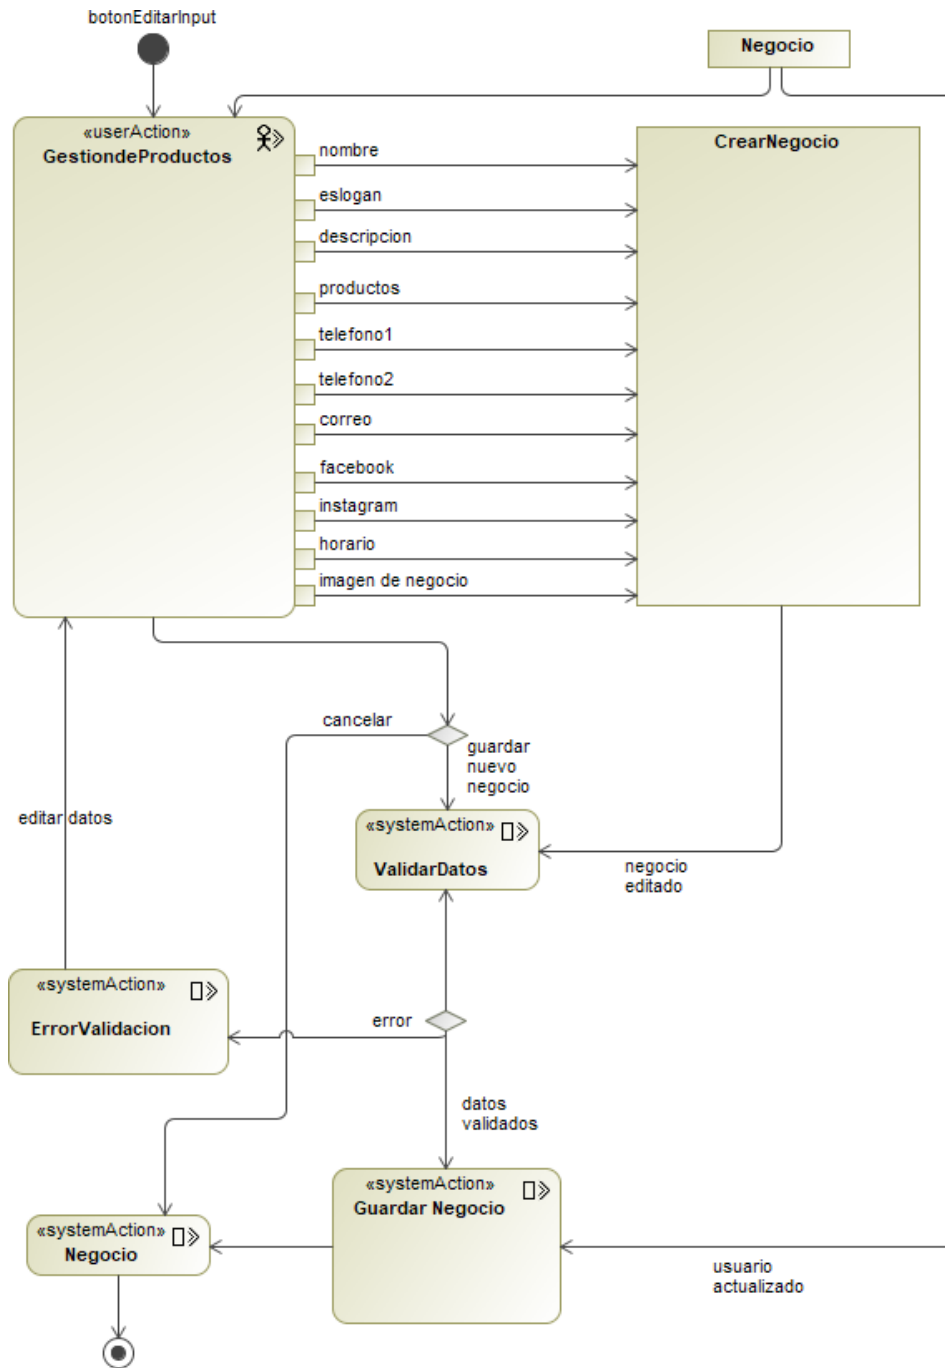 botonEditarInput
Negocio
«userAction»
GestiondeProductos
CrearNegocio
nombre
eslogan
descripcion
productos
telefono1
telefono2
correo
facebook
instagram
horario
imagen de negocio
cancelar
guardar
nuevo
negocio
editar datos
«systemAction»
ValidarDatos
negocio
editado
«systemAction»
ErrorValidacion
error
datos
validados
«systemAction»
Guardar Negocio
«systemAction»
Negocio
usuario
actualizado